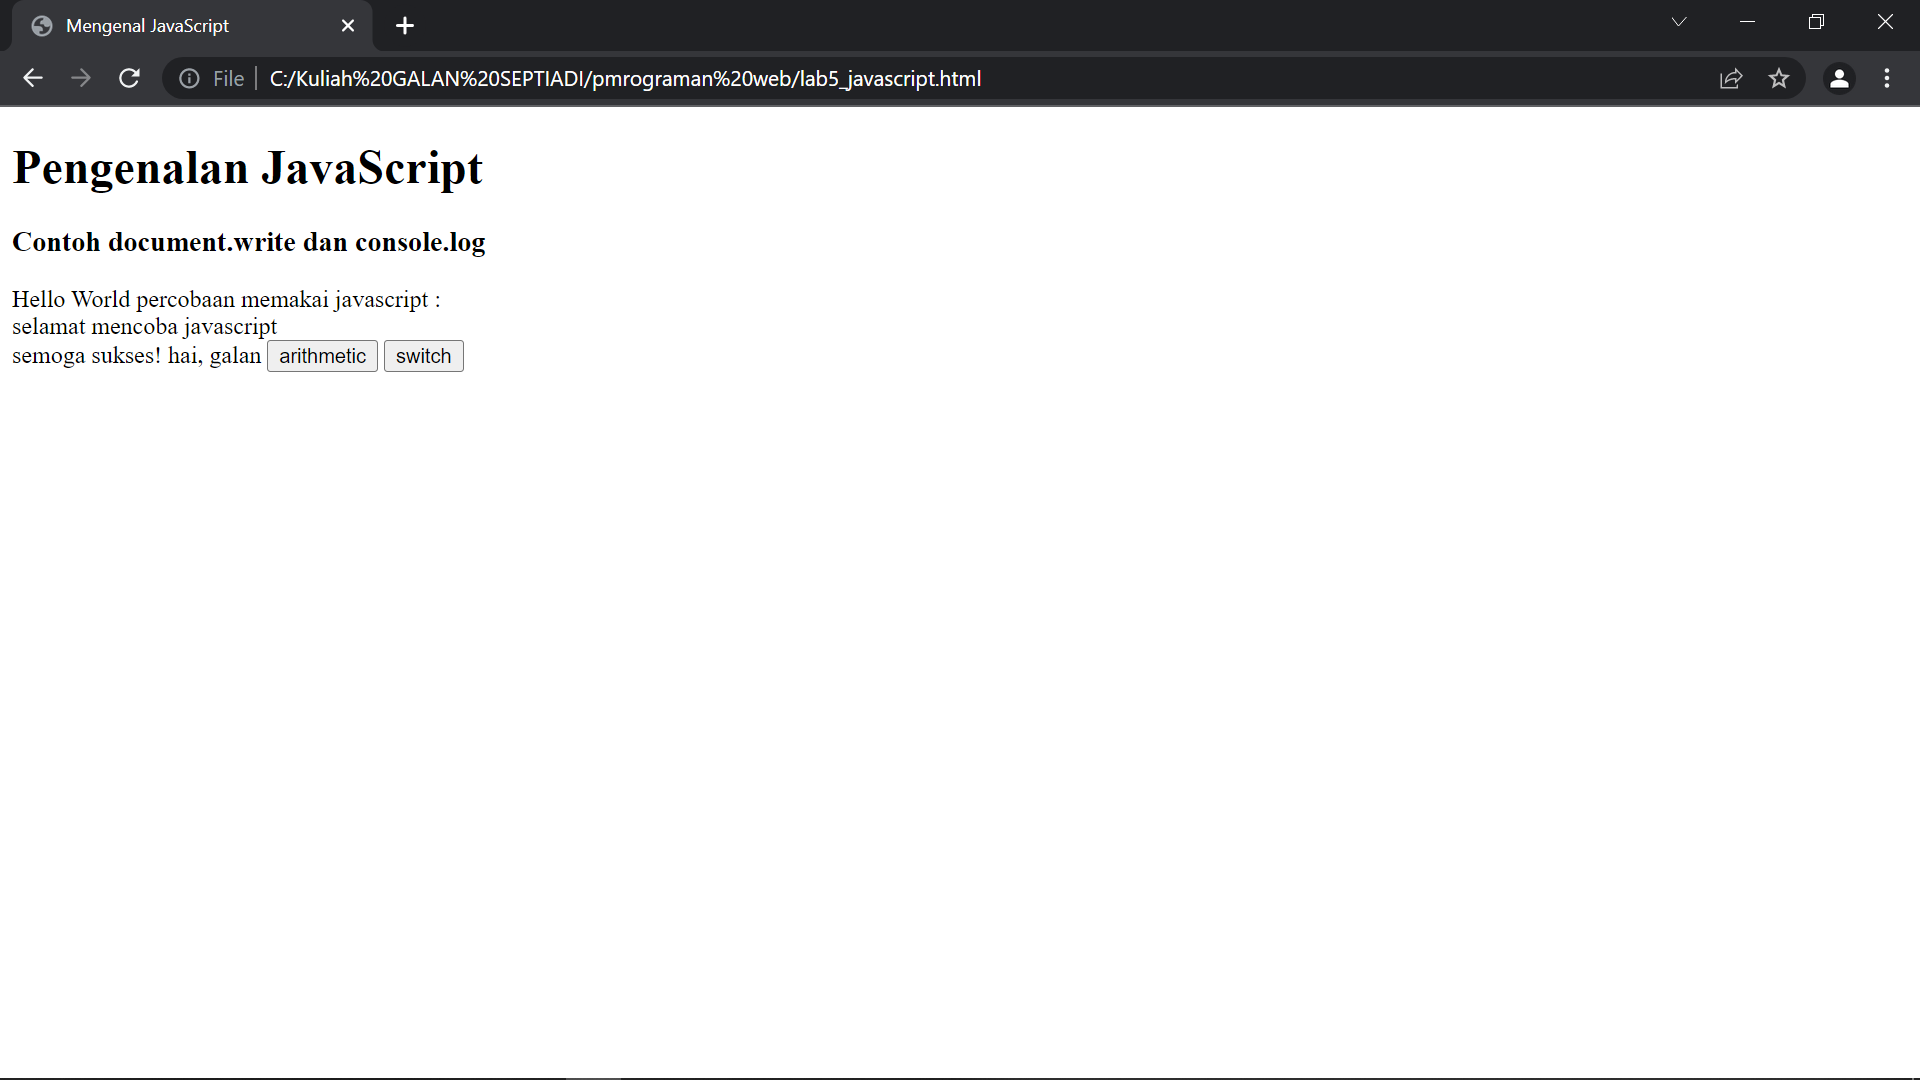 Mengenal JavaScript
File C:/Kuliah%20GALAN%20SEPTIADI/pmrograman%20web/lab5_javascript.html
Pengenalan JavaScript
Contoh document.write dan console.log
Hello World percobaan memakai javascript :
selamat mencoba javascript
semoga sukses! hai, galan arithmetic switch